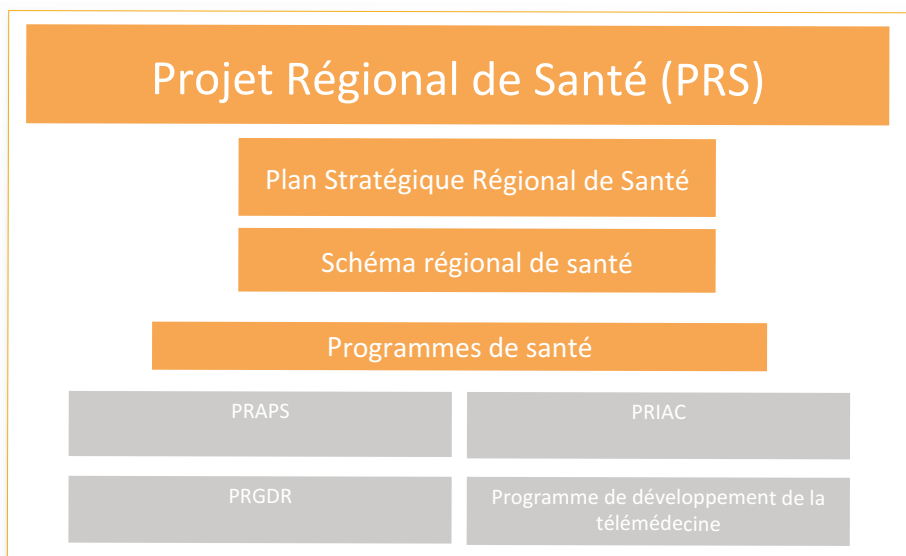 Projet Régional de Santé (PRS)
Plan Stratégique Régional de Santé
Schéma régional de santé
Programmes de santé
PRAPS
PRIAC
PRGDR
Programme de développement de la
télémédecine